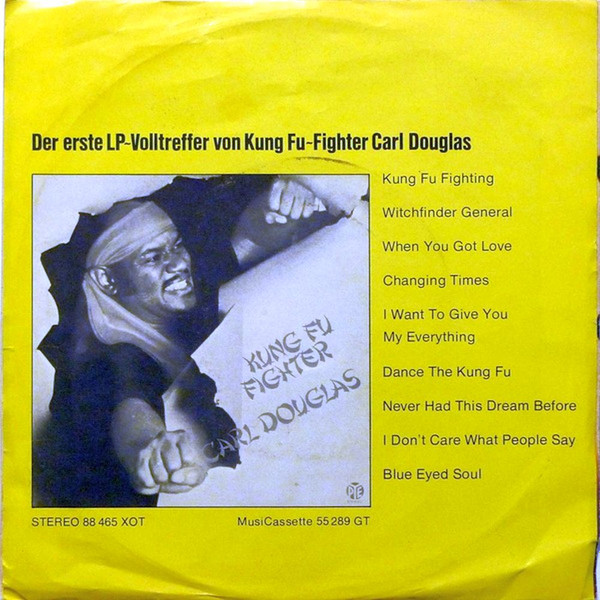 Der erste LP-Volltreffer von Kung Fu-Fighter Carl Douglas
Kung Fu Fighting
Witchfinder General
When You Got Love
Changing Times
I Want To Give You
My Everything
Dance The Kung Fu
Never Had This Dream Before
I Don't Care What People Say
Blue Eyed Soul
KUNG FU
FIGHTER
CARL DOUGLAS
PYE
STEREO 88 465 XOT
MusiCassette 55 289 GT